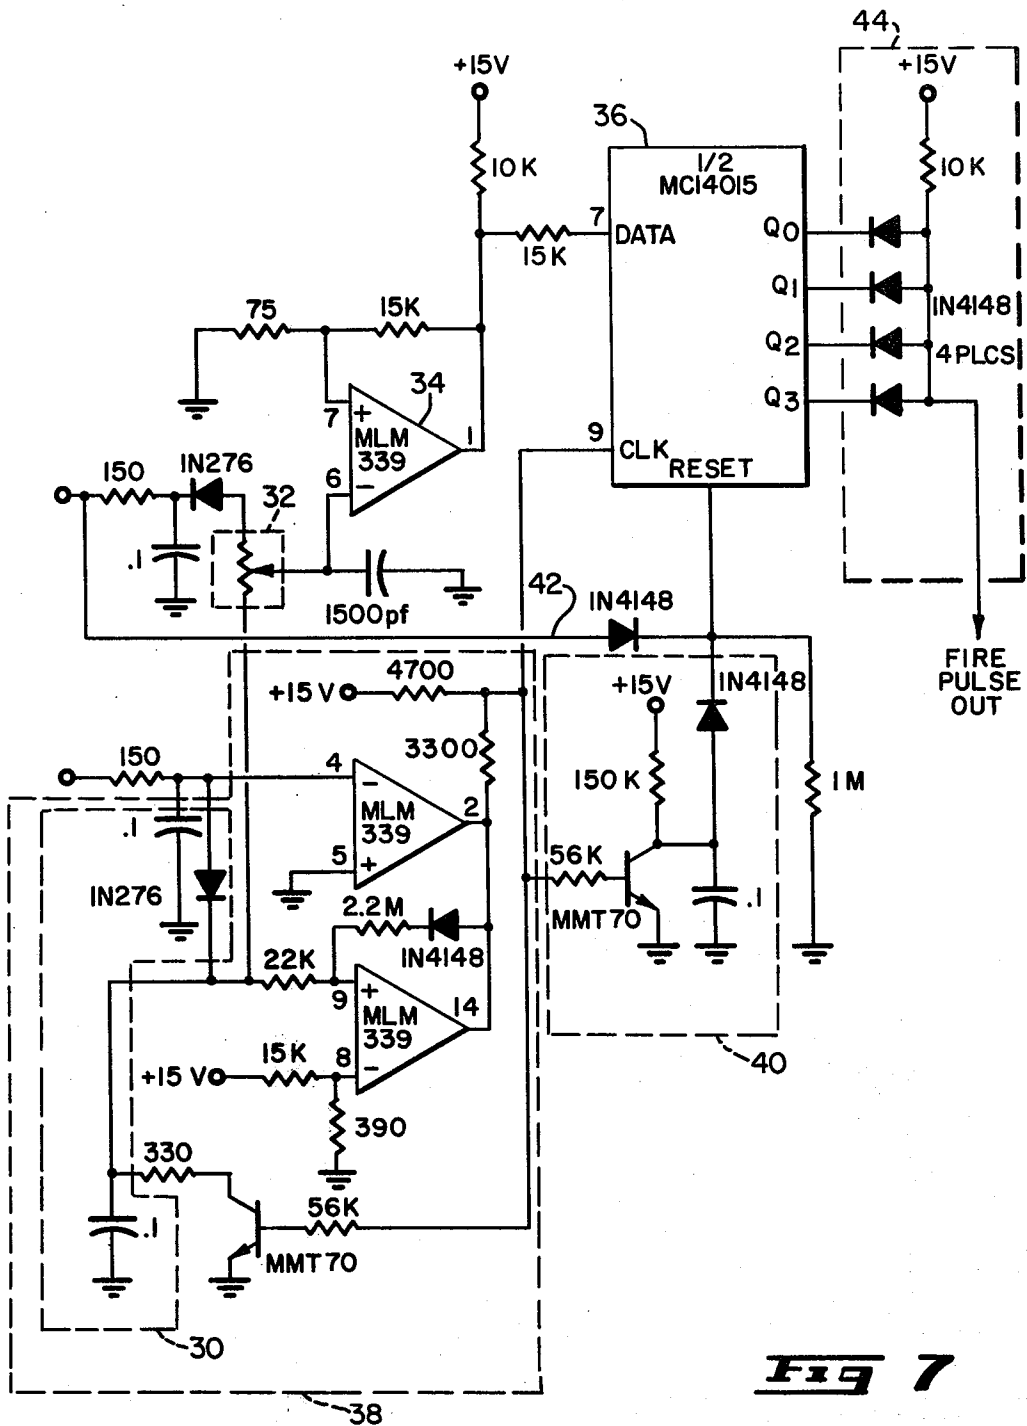 44
+15V
+15V
36
10K
1/2
MC14015
10K
7
DATA
Q0
15K
Q1
75
15K
IN4148
Q2
4 PLCS
34
Q3
7
+
MLM
339
1
9
CLK
RESET
150
IN276
6
−
32
.1
1500pf
42
IN4148
FIRE
PULSE
OUT
4700
+15V
+15V
IN4148
3300
150
4
−
150K
1M
MLM
339
2
.1
5
+
56K
IN276
MMT70
.1
2.2M
22K
IN4148
9
+
MLM
339
14
15K
8
−
+15V
40
390
330
56K
.1
MMT70
30
Fig 7
38